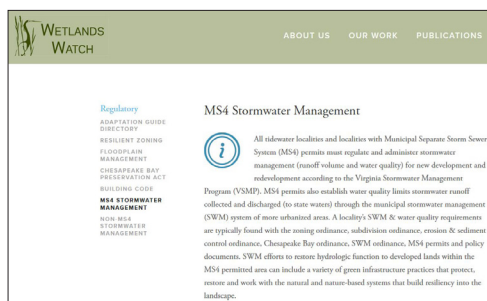 WETLANDS
WATCH
ABOUT US OUR WORK PUBLICATIONS
Regulatory
ADAPTATION GUIDE
DIRECTORY
RESILIENT ZONING
FLOODPLAIN
MANAGEMENT
CHESAPEAKE BAY
PRESERVATION ACT
BUILDING CODE
MS4 STORMWATER
MANAGEMENT
NON-MS4
STORMWATER
MANAGEMENT
MS4 Stormwater Management
i
All tidewater localities and localities with Municipal Separate Storm Sewer
System (MS4) permits must regulate and administer stormwater
management (runoff volume and water quality) for new development and
redevelopment according to the Virginia Stormwater Management
Program (VSMP). MS4 permits also establish water quality limits stormwater runoff
collected and discharged (to state waters) through the municipal stormwater management
(SWM) system of more urbanized areas. A locality's SWM & water quality requirements
are typically found with the zoning ordinance, subdivision ordinance, erosion & sediment
control ordinance, Chesapeake Bay ordinance, SWM ordinance, MS4 permits and policy
documents. SWM efforts to restore hydrologic function to developed lands within the
MS4 permitted area can include a variety of green infrastructure practices that protect,
restore and work with the natural and nature-based systems that build resiliency into the
landscape.